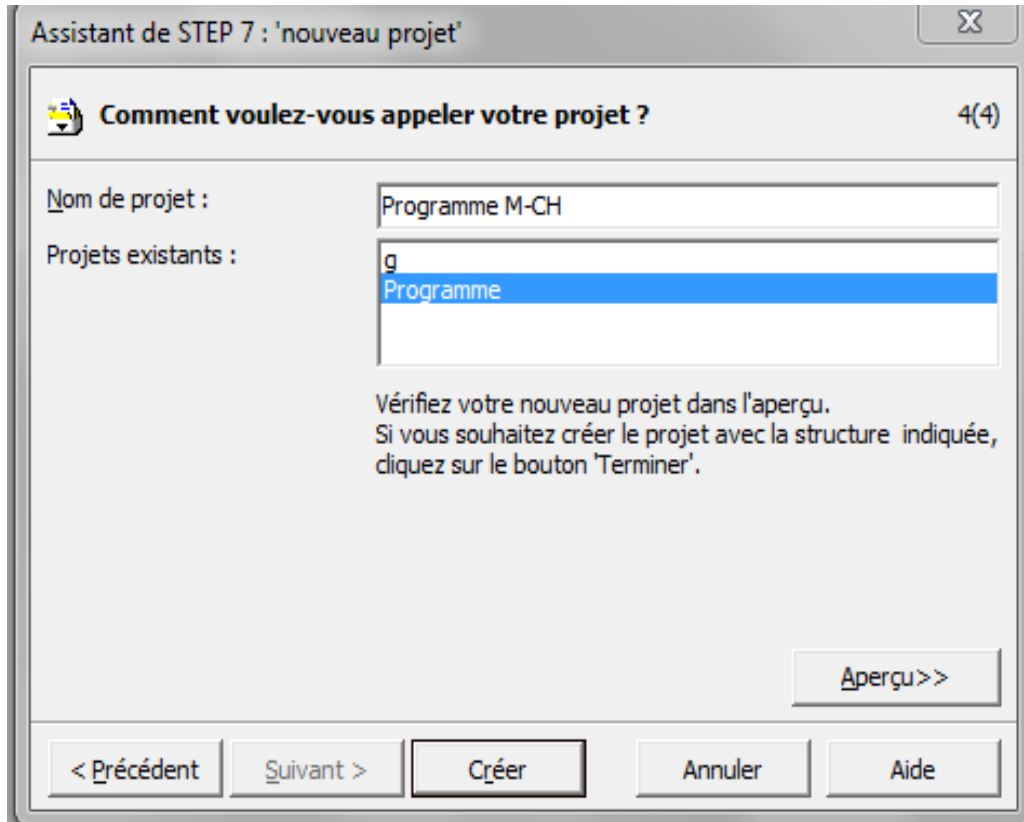 Assistant de STEP 7 : 'nouveau projet'
Comment voulez-vous appeler votre projet ? 4(4)
Nom de projet : Programme M-CH
Projets existants : g
Programme
Vérifiez votre nouveau projet dans l'aperçu.
Si vous souhaitez créer le projet avec la structure indiquée,
cliquez sur le bouton 'Terminer'.
Aperçu>>
< Précédent Suivant > Créer Annuler Aide